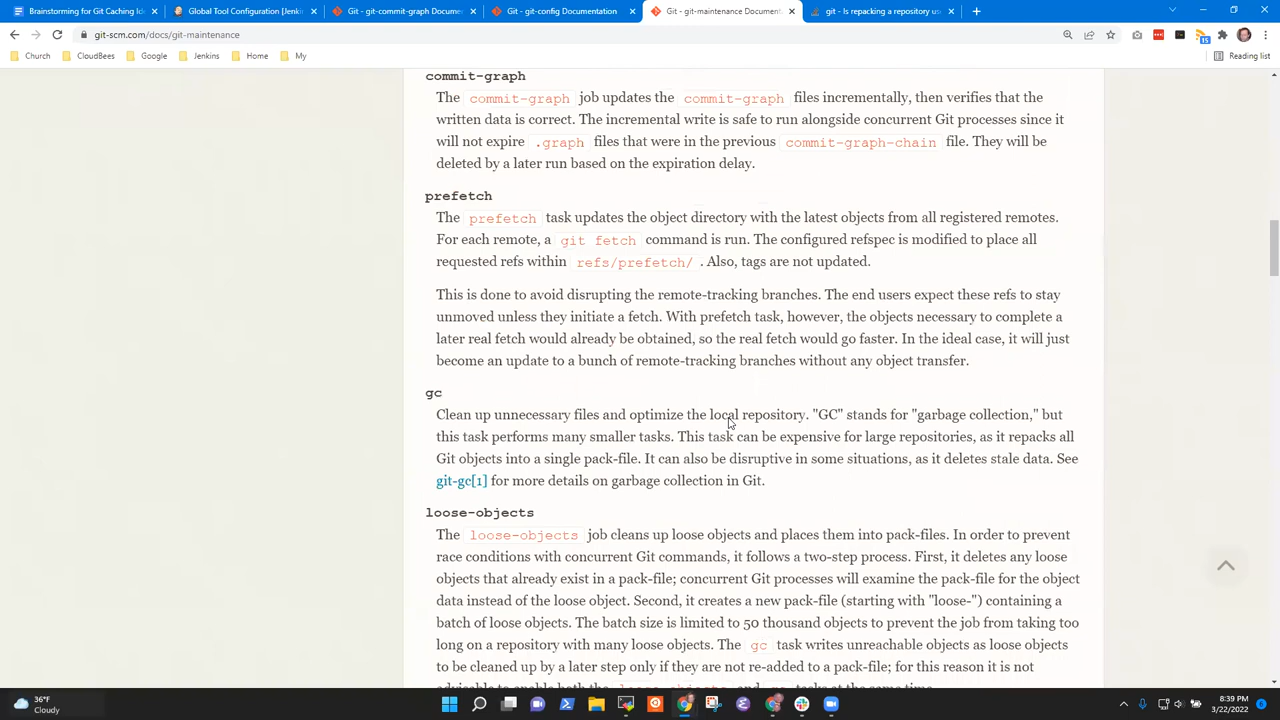 Brainstorming for Git Caching Ide
Global Tool Configuration [Jenki
Git - git-commit-graph Documen
Git - git-config Documentation
Git - git-maintenance Document
git - Is repacking a repository us
git-scm.com/docs/git-maintenance
15
Church
CloudBees
Google
Jenkins
Home
My
Reading list
commit-graph
The commit-graph job updates the commit-graph files incrementally, then verifies that the
written data is correct. The incremental write is safe to run alongside concurrent Git processes since it
will not expire .graph files that were in the previous commit-graph-chain file. They will be
deleted by a later run based on the expiration delay.
prefetch
The prefetch task updates the object directory with the latest objects from all registered remotes.
For each remote, a git fetch command is run. The configured refspec is modified to place all
requested refs within refs/prefetch/ . Also, tags are not updated.
This is done to avoid disrupting the remote-tracking branches. The end users expect these refs to stay
unmoved unless they initiate a fetch. With prefetch task, however, the objects necessary to complete a
later real fetch would already be obtained, so the real fetch would go faster. In the ideal case, it will just
become an update to a bunch of remote-tracking branches without any object transfer.
gc
Clean up unnecessary files and optimize the local repository. "GC" stands for "garbage collection," but
this task performs many smaller tasks. This task can be expensive for large repositories, as it repacks all
Git objects into a single pack-file. It can also be disruptive in some situations, as it deletes stale data. See
git-gc[1] for more details on garbage collection in Git.
loose-objects
The loose-objects job cleans up loose objects and places them into pack-files. In order to prevent
race conditions with concurrent Git commands, it follows a two-step process. First, it deletes any loose
objects that already exist in a pack-file; concurrent Git processes will examine the pack-file for the object
data instead of the loose object. Second, it creates a new pack-file (starting with "loose-") containing a
batch of loose objects. The batch size is limited to 50 thousand objects to prevent the job from taking too
long on a repository with many loose objects. The gc task writes unreachable objects as loose objects
to be cleaned up by a later step only if they are not re-added to a pack-file; for this reason it is not
advisable to enable both the loose-objects and gc tasks at the same time.
36°F
Cloudy
8:39 PM
3/22/2022